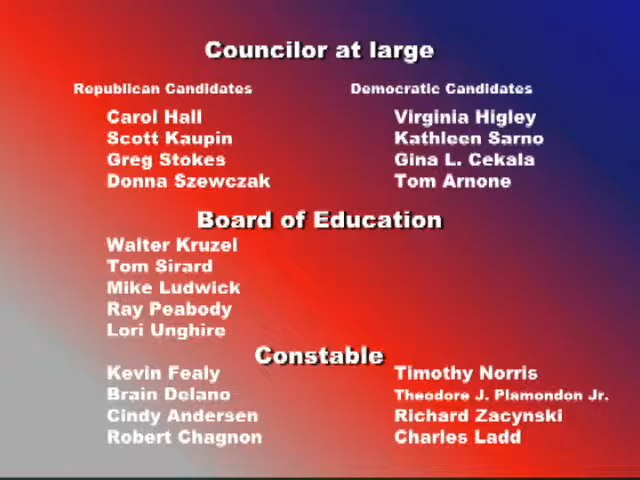 Councilor at large
Republican Candidates
Carol Hall
Scott Kaupin
Greg Stokes
Donna Szewczak
Democratic Candidates
Virginia Higley
Kathleen Sarno
Gina L. Cekala
Tom Arnone
Board of Education
Walter Kruzel
Tom Sirard
Mike Ludwick
Ray Peabody
Lori Unghire
Constable
Kevin Fealy
Brain Delano
Cindy Andersen
Robert Chagnon
Timothy Norris
Theodore J. Plamondon Jr.
Richard Zacynski
Charles Ladd